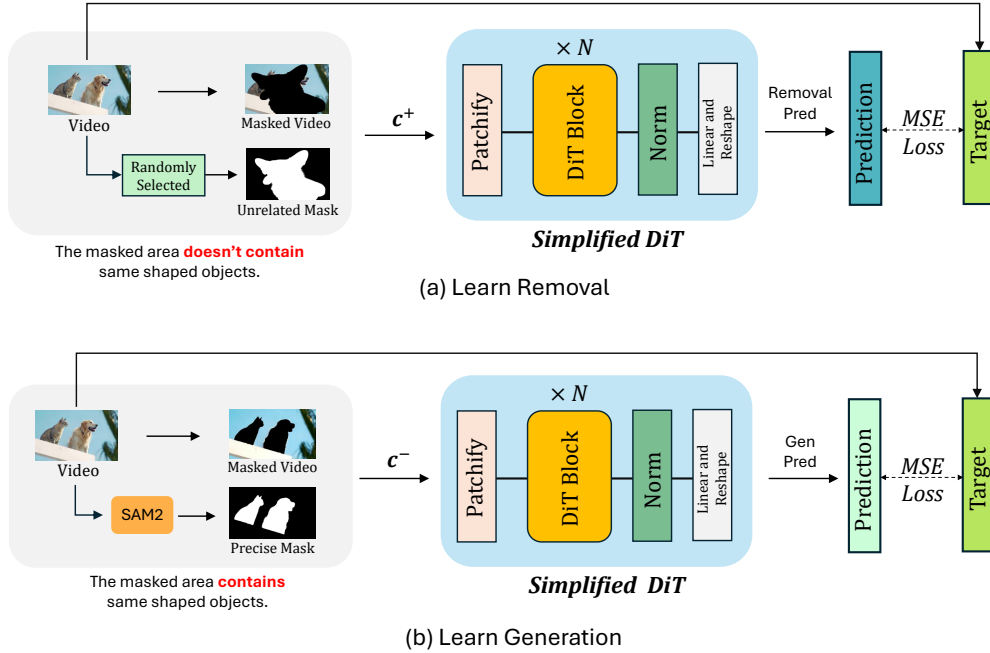 Video
Masked Video
Randomly
Selected
Unrelated Mask
The masked area doesn't contain
same shaped objects.
c⁺
× N
Patchify
DiT Block
Norm
Linear and
Reshape
Simplified DiT
Removal
Pred
Prediction
MSE
Loss
Target
(a) Learn Removal
Video
Masked Video
SAM2
Precise Mask
The masked area contains
same shaped objects.
c⁻
× N
Patchify
DiT Block
Norm
Linear and
Reshape
Simplified DiT
Gen
Pred
Prediction
MSE
Loss
Target
(b) Learn Generation